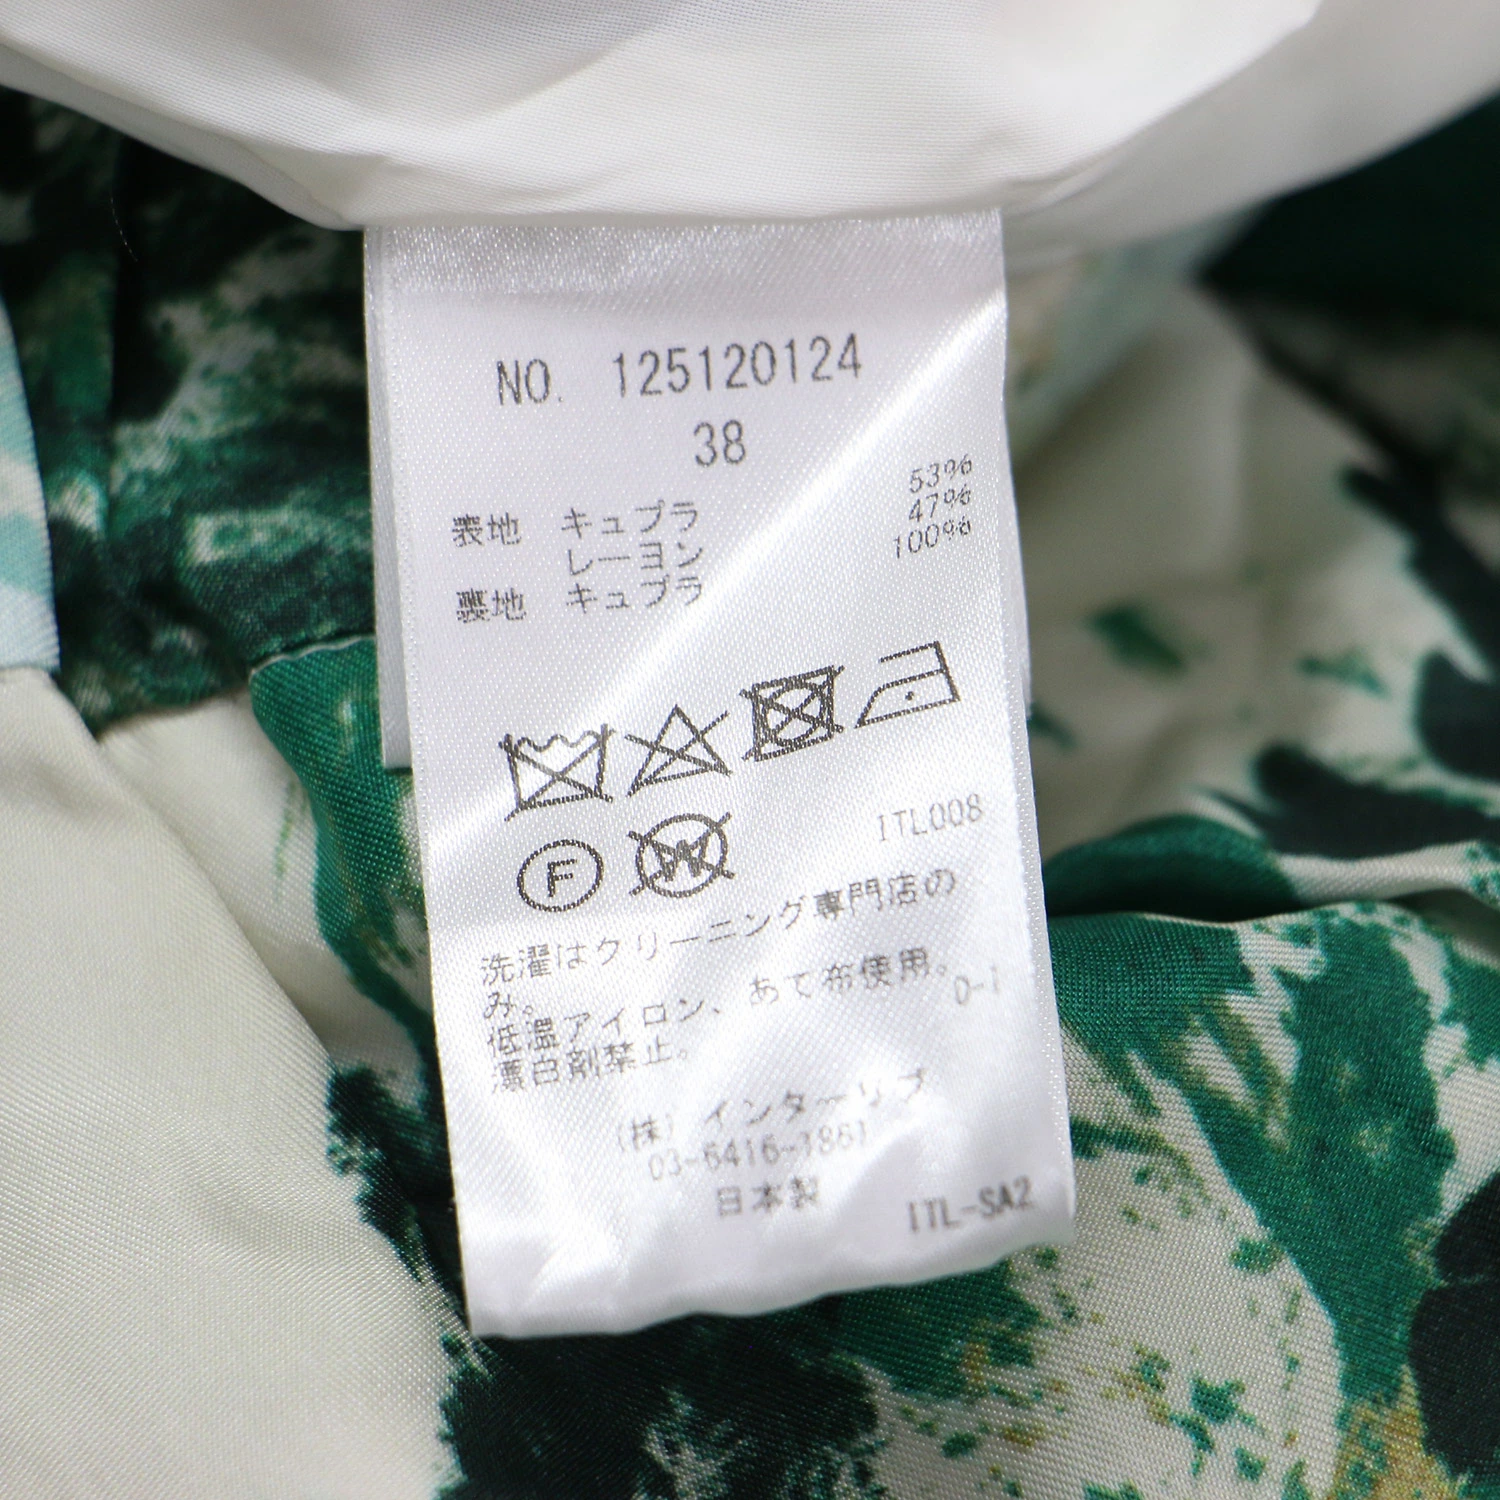 NO. 125120124
38
表地 キュプラ 53%
レーヨン 47%
裏地 キュプラ 100%
F W
ITL008
洗濯はクリーニング専門店の
み。
低温アイロン、あて布使用。
漂白剤禁止。
0-1
(株) インターリブ
03-6416-1861
日本製
ITL-SA2